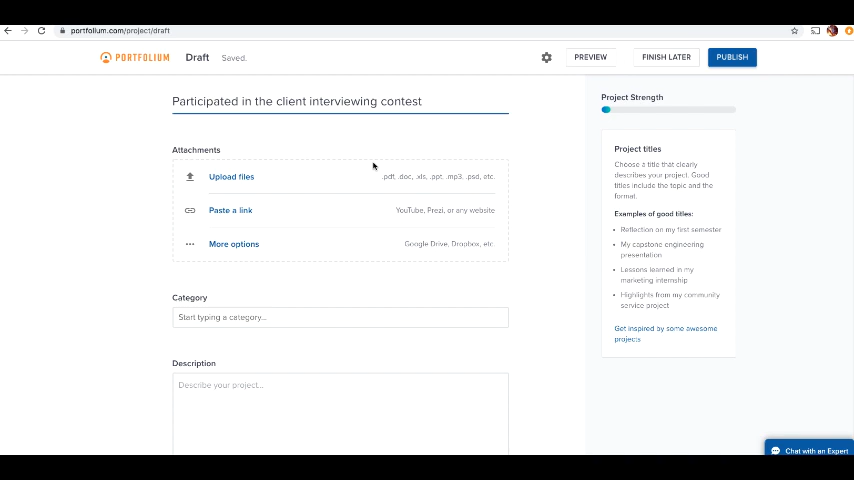 portfolium.com/project/draft
PORTFOLIUM
Draft
Saved.
PREVIEW
FINISH LATER
PUBLISH
Participated in the client interviewing contest
Attachments
Upload files
.pdf, .doc, .xls, .ppt, .mp3, .psd, etc.
Paste a link
YouTube, Prezi, or any website
More options
Google Drive, Dropbox, etc.
Category
Start typing a category...
Description
Describe your project...
Project Strength
Project titles
Choose a title that clearly
describes your project. Good
titles include the topic and the
format.
Examples of good titles:
• Reflection on my first semester
• My capstone engineering
presentation
• Lessons learned in my
marketing internship
• Highlights from my community
service project
Get inspired by some awesome
projects
Chat with an Expert